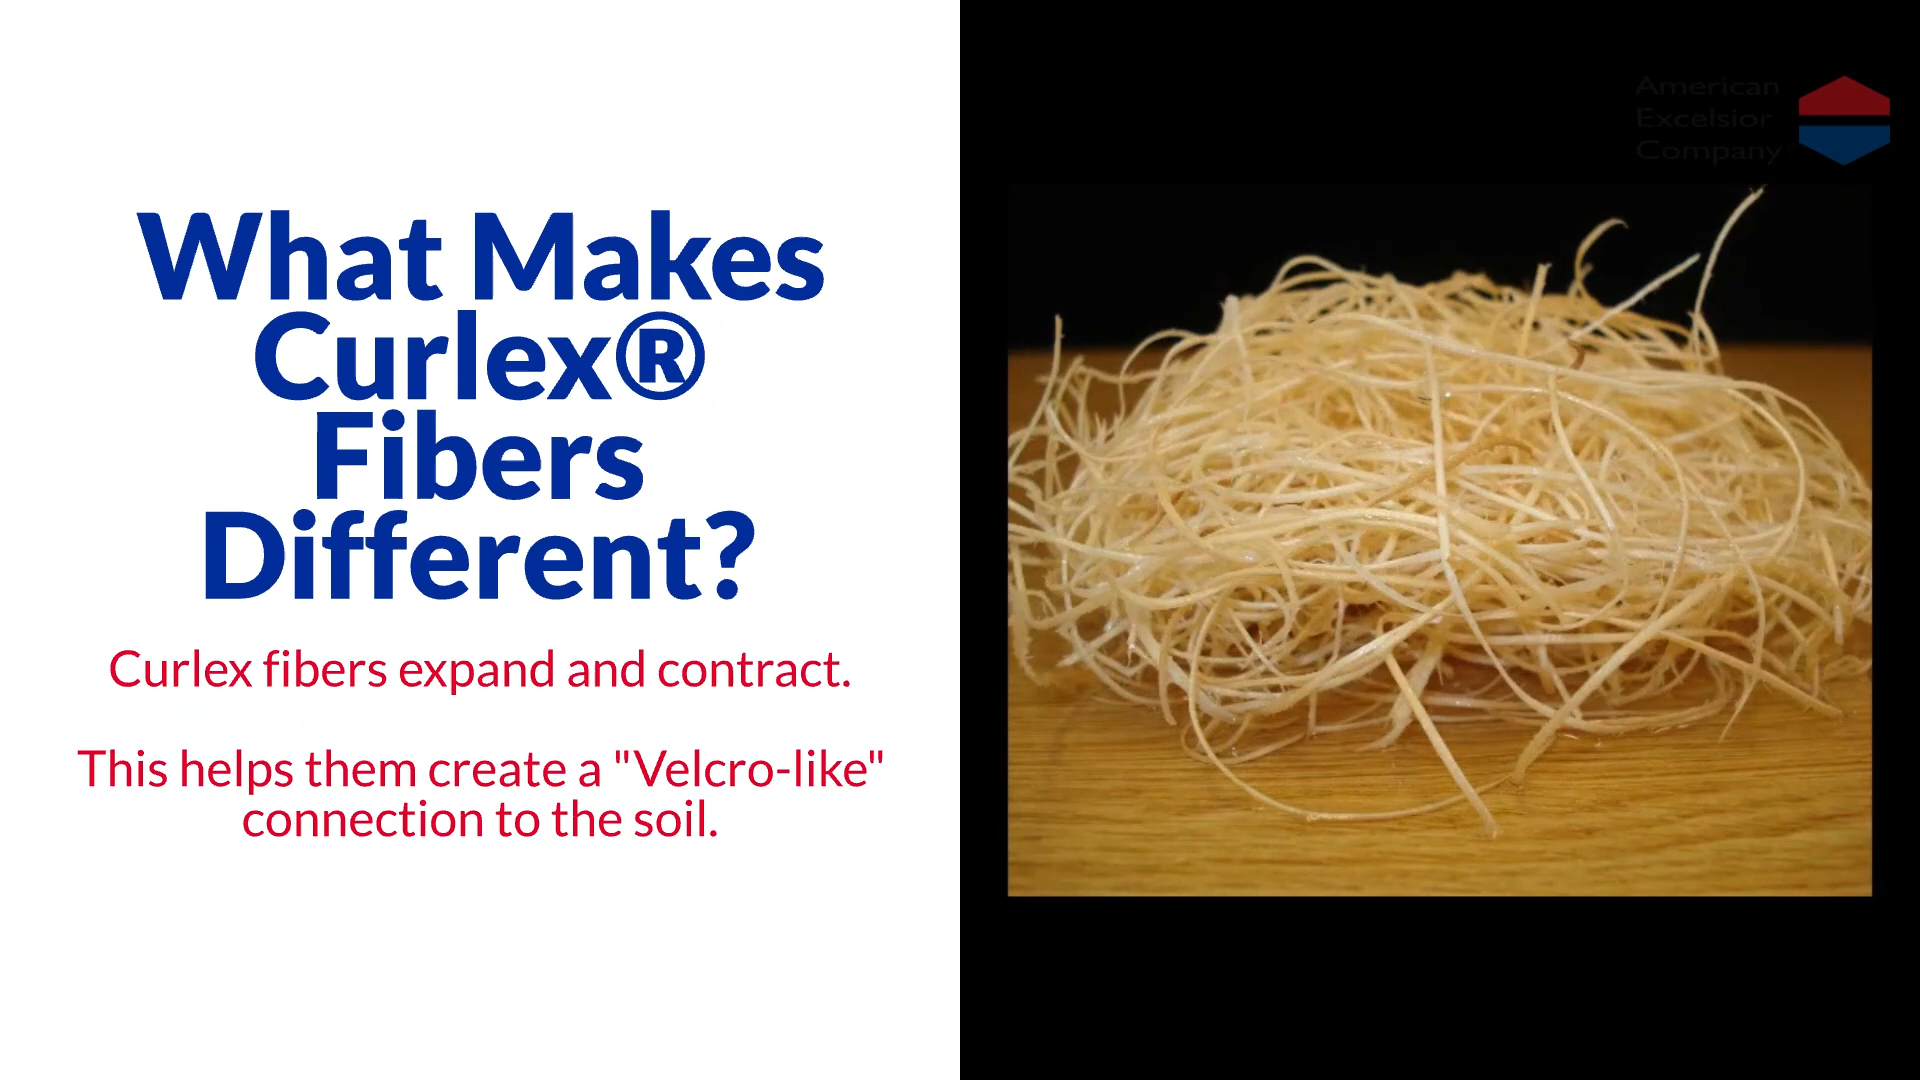 What Makes
Curlex®
Fibers
Different?
Curlex fibers expand and contract.
This helps them create a "Velcro-like"
connection to the soil.
American
Excelsior
Company